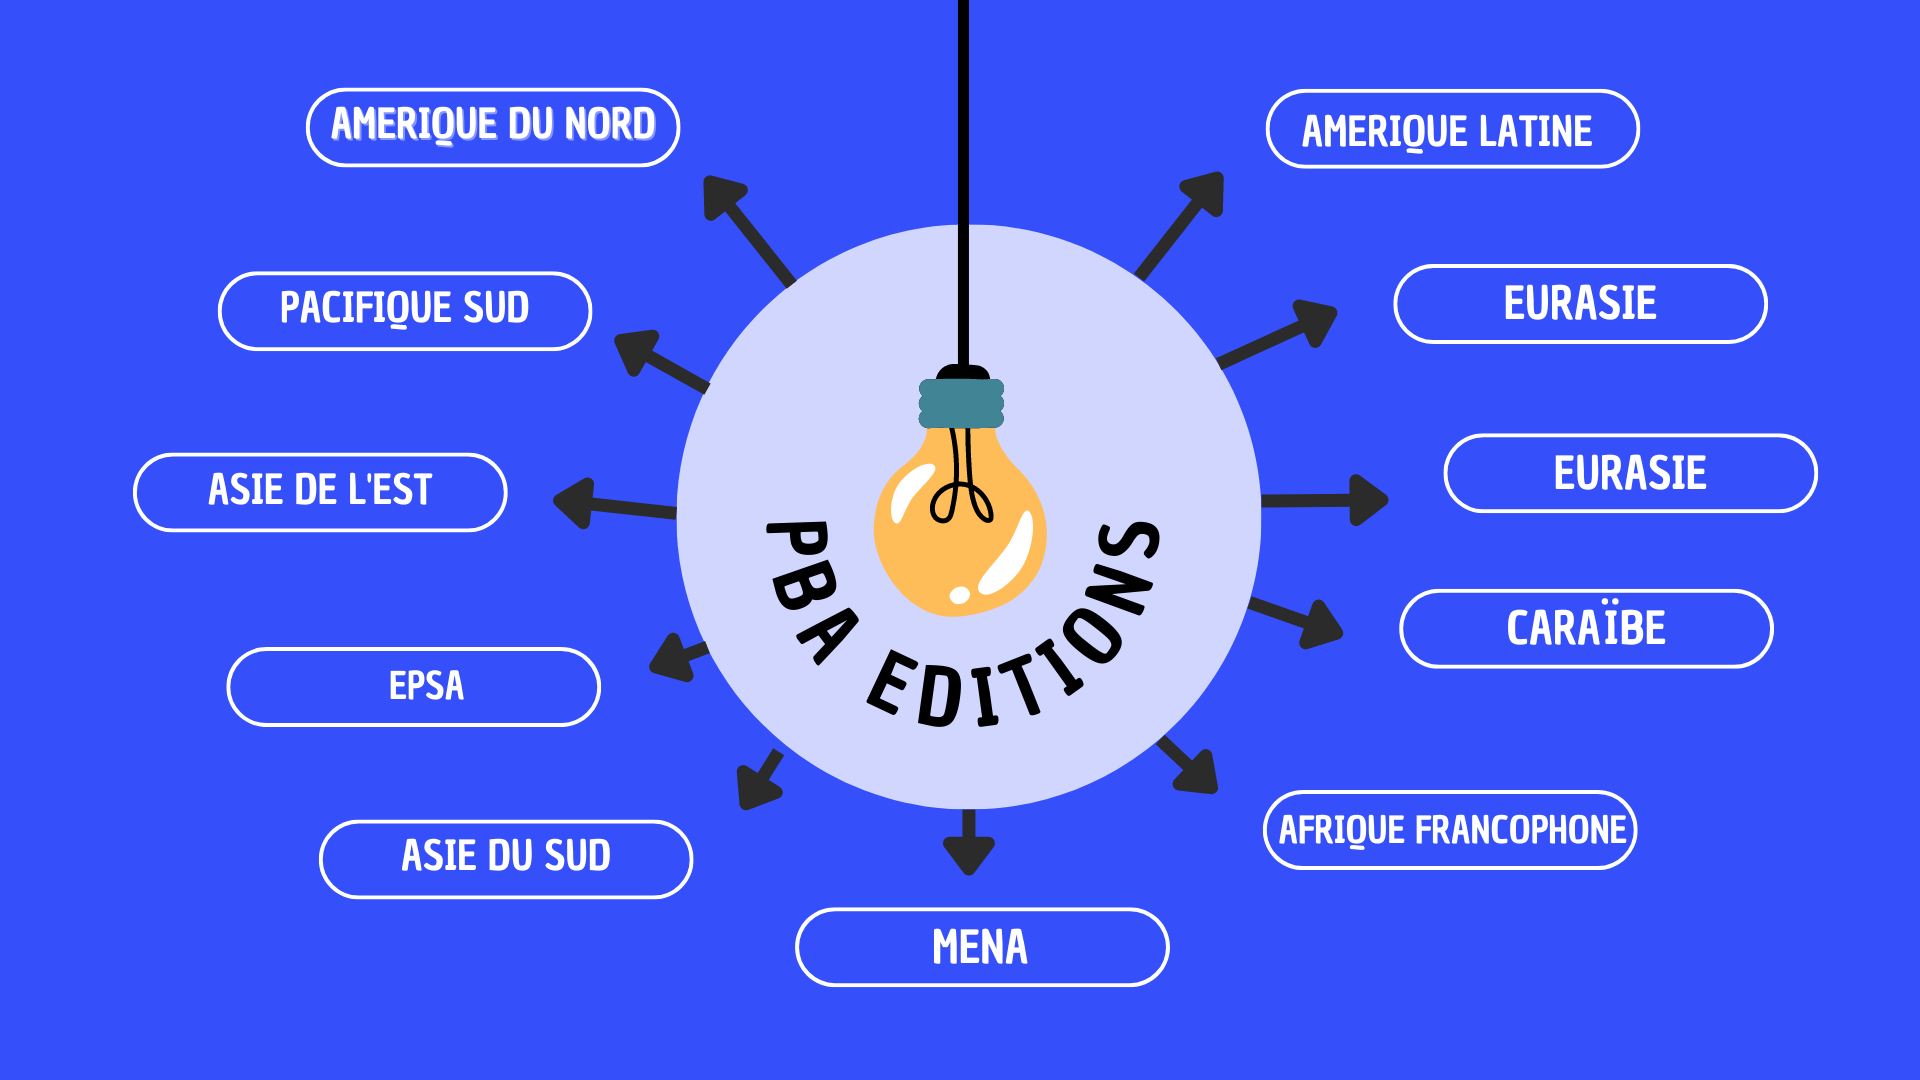 AMERIQUE DU NORD
AMERIQUE LATINE
PACIFIQUE SUD
EURASIE
ASIE DE L'EST
EURASIE
PBA EDITIONS
CARAÏBE
EPSA
AFRIQUE FRANCOPHONE
ASIE DU SUD
MENA